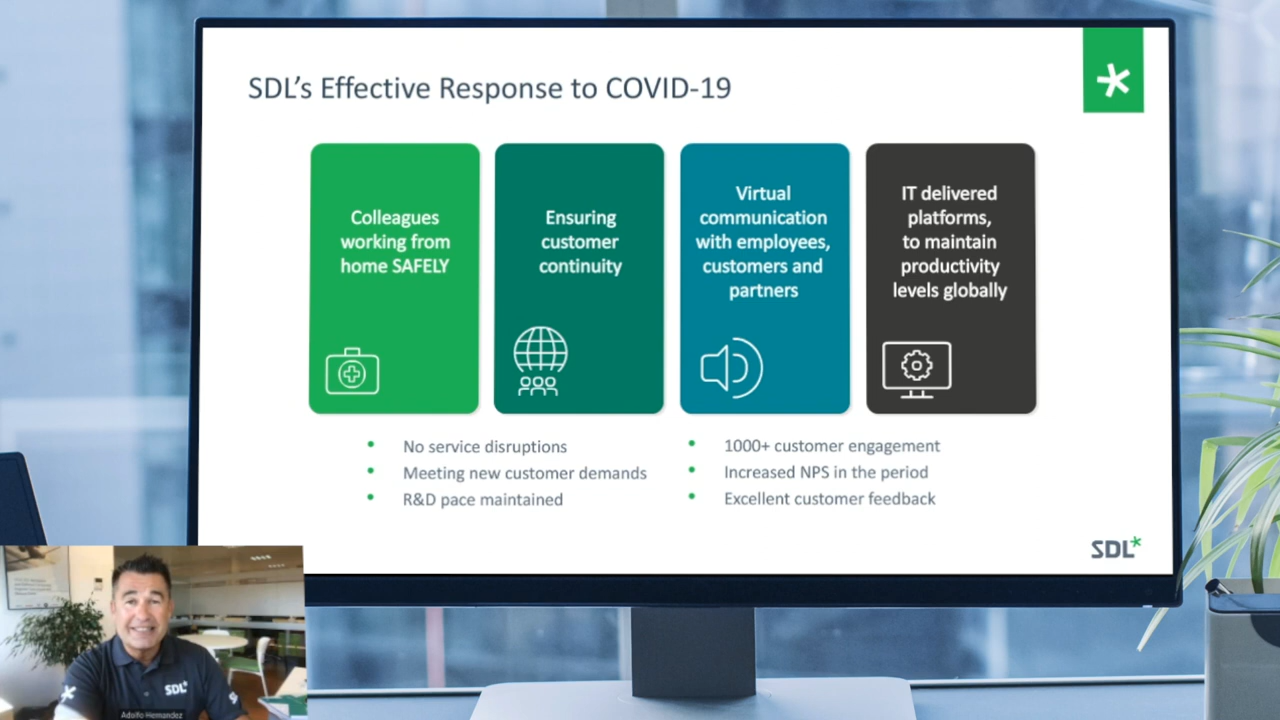 SDL's Effective Response to COVID-19
Colleagues
working from
home SAFELY
Ensuring
customer
continuity
Virtual
communication
with employees,
customers and
partners
IT delivered
platforms,
to maintain
productivity
levels globally
• No service disruptions
• Meeting new customer demands
• R&D pace maintained
• 1000+ customer engagement
• Increased NPS in the period
• Excellent customer feedback
SDL*
SDL*
Adolfo Hernandez